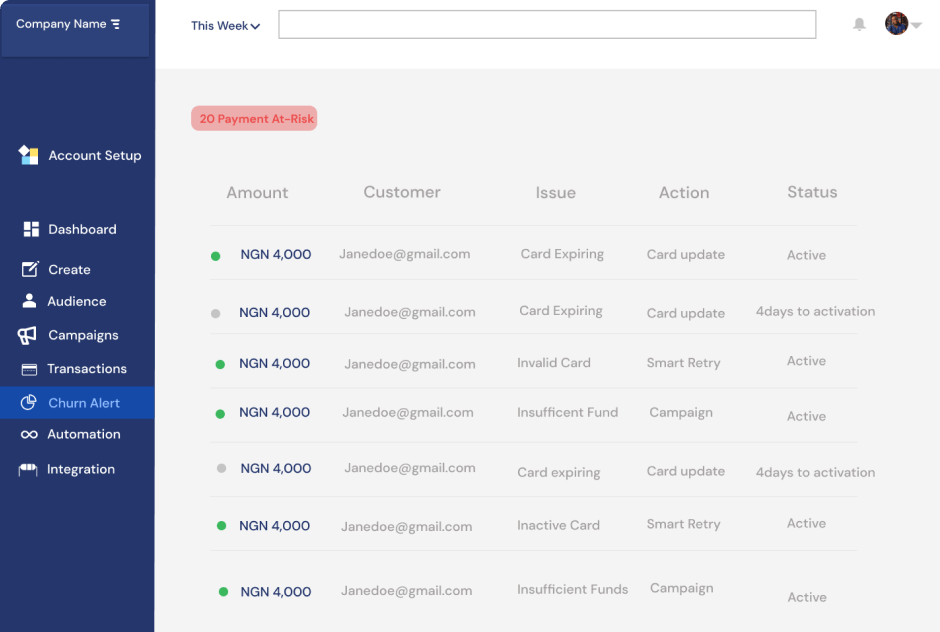 Company Name
This Week
20 Payment At-Risk
Account Setup
Dashboard
Create
Audience
Campaigns
Transactions
Churn Alert
Automation
Integration
Amount Customer Issue Action Status
NGN 4,000 Janedoe@gmail.com Card Expiring Card update Active
NGN 4,000 Janedoe@gmail.com Card Expiring Card update 4days to activation
NGN 4,000 Janedoe@gmail.com Invalid Card Smart Retry Active
NGN 4,000 Janedoe@gmail.com Insufficent Fund Campaign Active
NGN 4,000 Janedoe@gmail.com Card expiring Card update 4days to activation
NGN 4,000 Janedoe@gmail.com Inactive Card Smart Retry Active
NGN 4,000 Janedoe@gmail.com Insufficient Funds Campaign Active